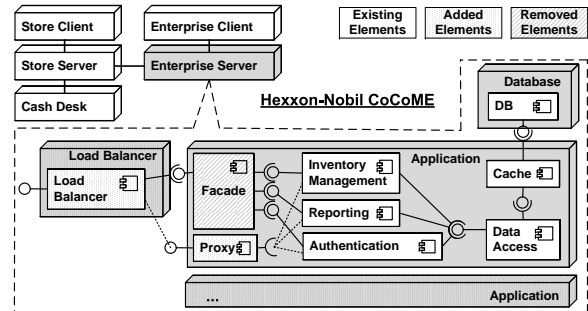 Store Client
Enterprise Client
Existing Elements
Added Elements
Removed Elements
Store Server
Enterprise Server
Cash Desk
Hexxon-Nobil CoCoME
Database
DB
Load Balancer
Load Balancer
Application
Facade
Inventory Management
Cache
Reporting
Proxy
Authentication
Data Access
...
Application